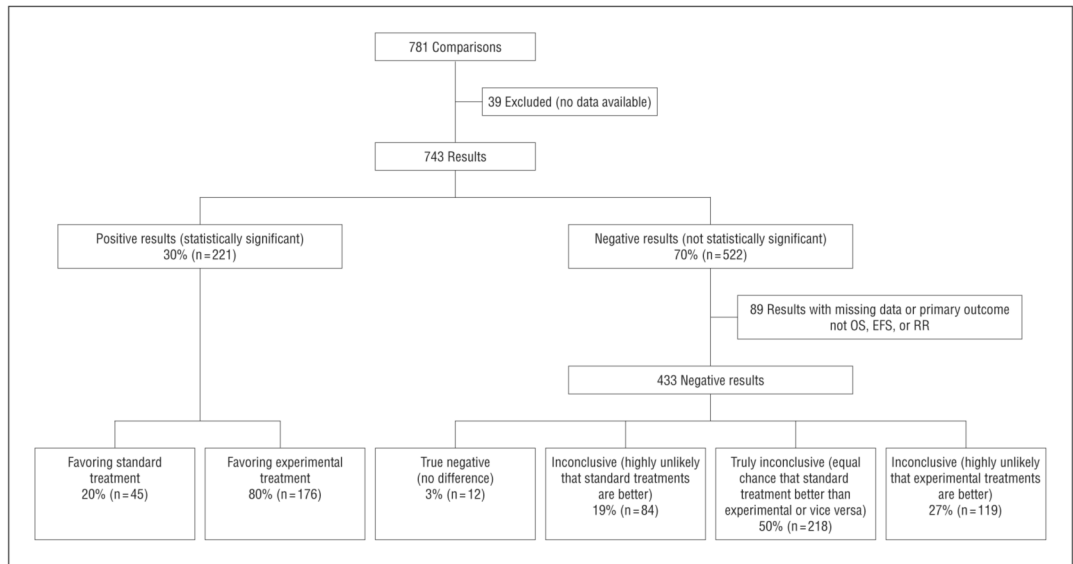 781 Comparisons
39 Excluded (no data available)
743 Results
Positive results (statistically significant)
30% (n=221)
Negative results (not statistically significant)
70% (n=522)
89 Results with missing data or primary outcome
not OS, EFS, or RR
433 Negative results
Favoring standard
treatment
20% (n=45)
Favoring experimental
treatment
80% (n=176)
True negative
(no difference)
3% (n=12)
Inconclusive (highly unlikely
that standard treatments
are better)
19% (n=84)
Truly inconclusive (equal
chance that standard
treatment better than
experimental or vice versa)
50% (n=218)
Inconclusive (highly unlikely
that experimental treatments
are better)
27% (n=119)